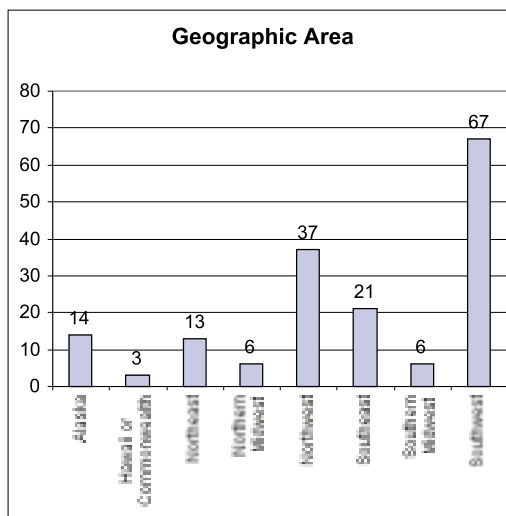 Geographic Area
80
70
60
50
40
30
20
10
0
14
3
13
6
37
21
6
67
Alaska
Hawaii or
Commonwealth
Northeast
Northern
Midwest
Northwest
Southeast
Southern
Midwest
Southwest